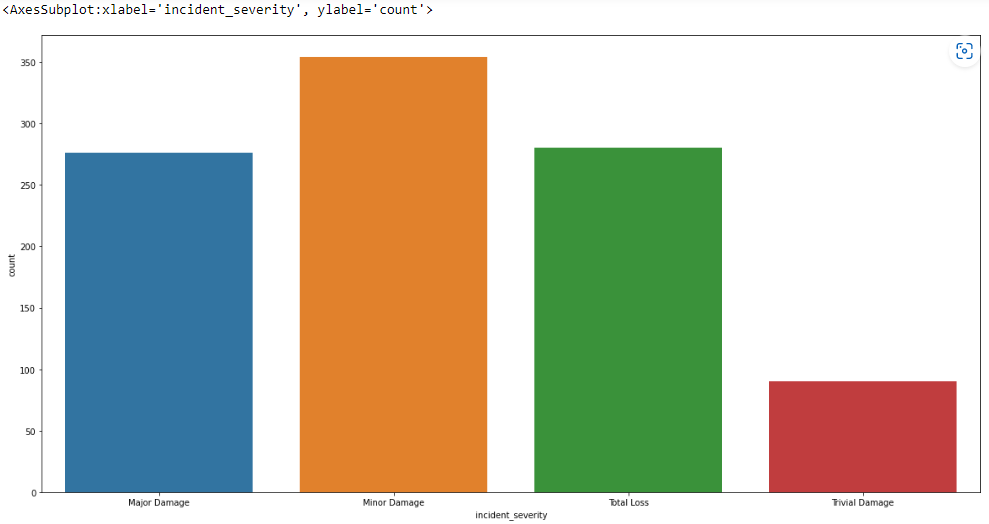 <AxesSubplot:xlabel='incident_severity', ylabel='count'>
350
300
250
200
150
100
50
0
count
Major Damage Minor Damage Total Loss Trivial Damage
incident_severity